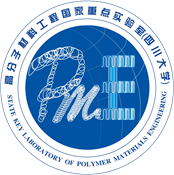 高分子材料工程国家重点实验室(四川大学)
PME
STATE KEY LABORATORY OF POLYMER MATERIALS ENGINEERING